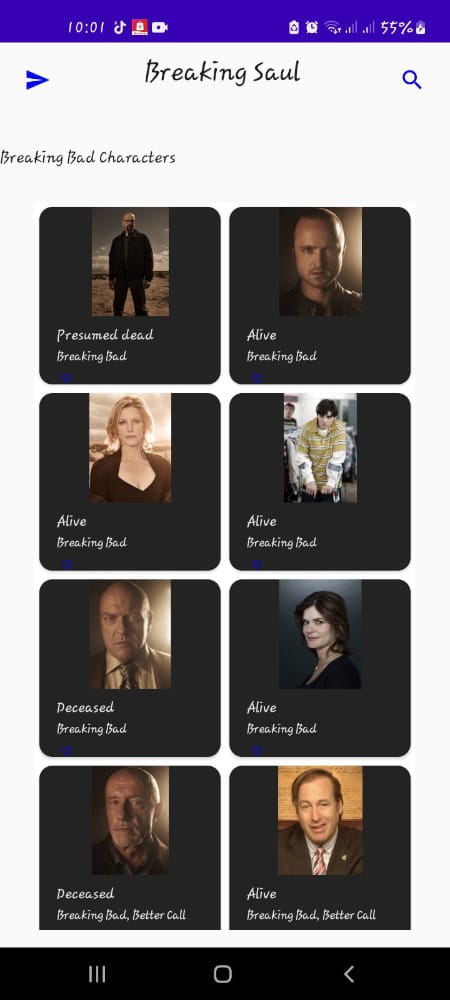 10:01
55%
Breaking Saul
Breaking Bad Characters
Presumed dead
Breaking Bad
Alive
Breaking Bad
Alive
Breaking Bad
Alive
Breaking Bad
Deceased
Breaking Bad
Alive
Breaking Bad
Deceased
Breaking Bad, Better Call
Alive
Breaking Bad, Better Call